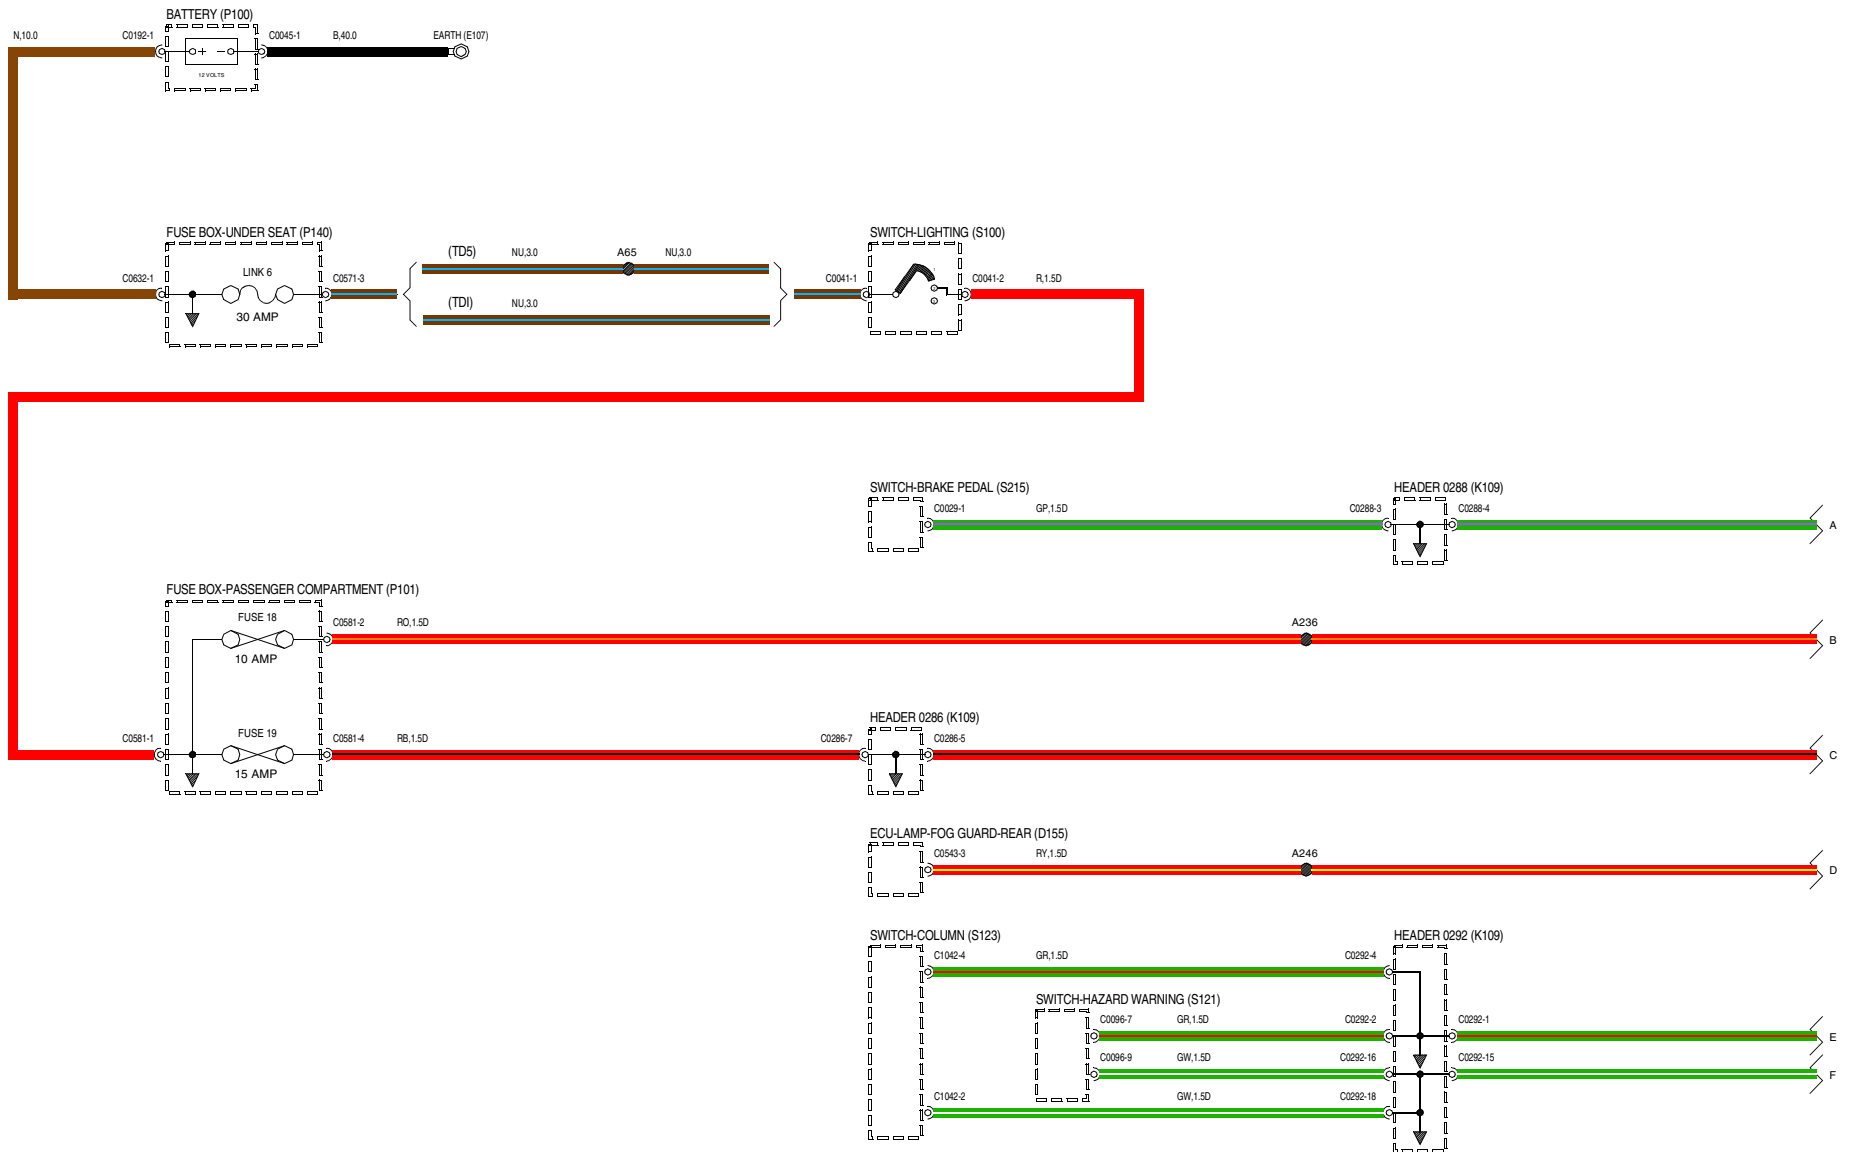 BATTERY (P100)
N,10.0
C0192-1
C0045-1
B,40.0
EARTH (E107)
12 VOLTS
FUSE BOX-UNDER SEAT (P140)
SWITCH-LIGHTING (S100)
(TD5)
NU,3.0
A65
NU,3.0
C0632-1
LINK 6
C0571-3
C0041-1
C0041-2
R,1.5D
(TDI)
NU,3.0
30 AMP
SWITCH-BRAKE PEDAL (S215)
HEADER 0288 (K109)
C0029-1
GP,1.5D
C0288-3
C0288-4
A
FUSE BOX-PASSENGER COMPARTMENT (P101)
FUSE 18
C0581-2
RO,1.5D
A236
B
10 AMP
HEADER 0286 (K109)
C0581-1
FUSE 19
C0581-4
RB,1.5D
C0286-7
C0286-5
C
15 AMP
ECU-LAMP-FOG GUARD-REAR (D155)
C0543-3
RY,1.5D
A246
D
SWITCH-COLUMN (S123)
HEADER 0292 (K109)
C1042-4
GR,1.5D
C0292-4
SWITCH-HAZARD WARNING (S121)
C0096-7
GR,1.5D
C0292-2
C0292-1
E
C0096-9
GW,1.5D
C0292-16
C0292-15
F
C1042-2
GW,1.5D
C0292-18